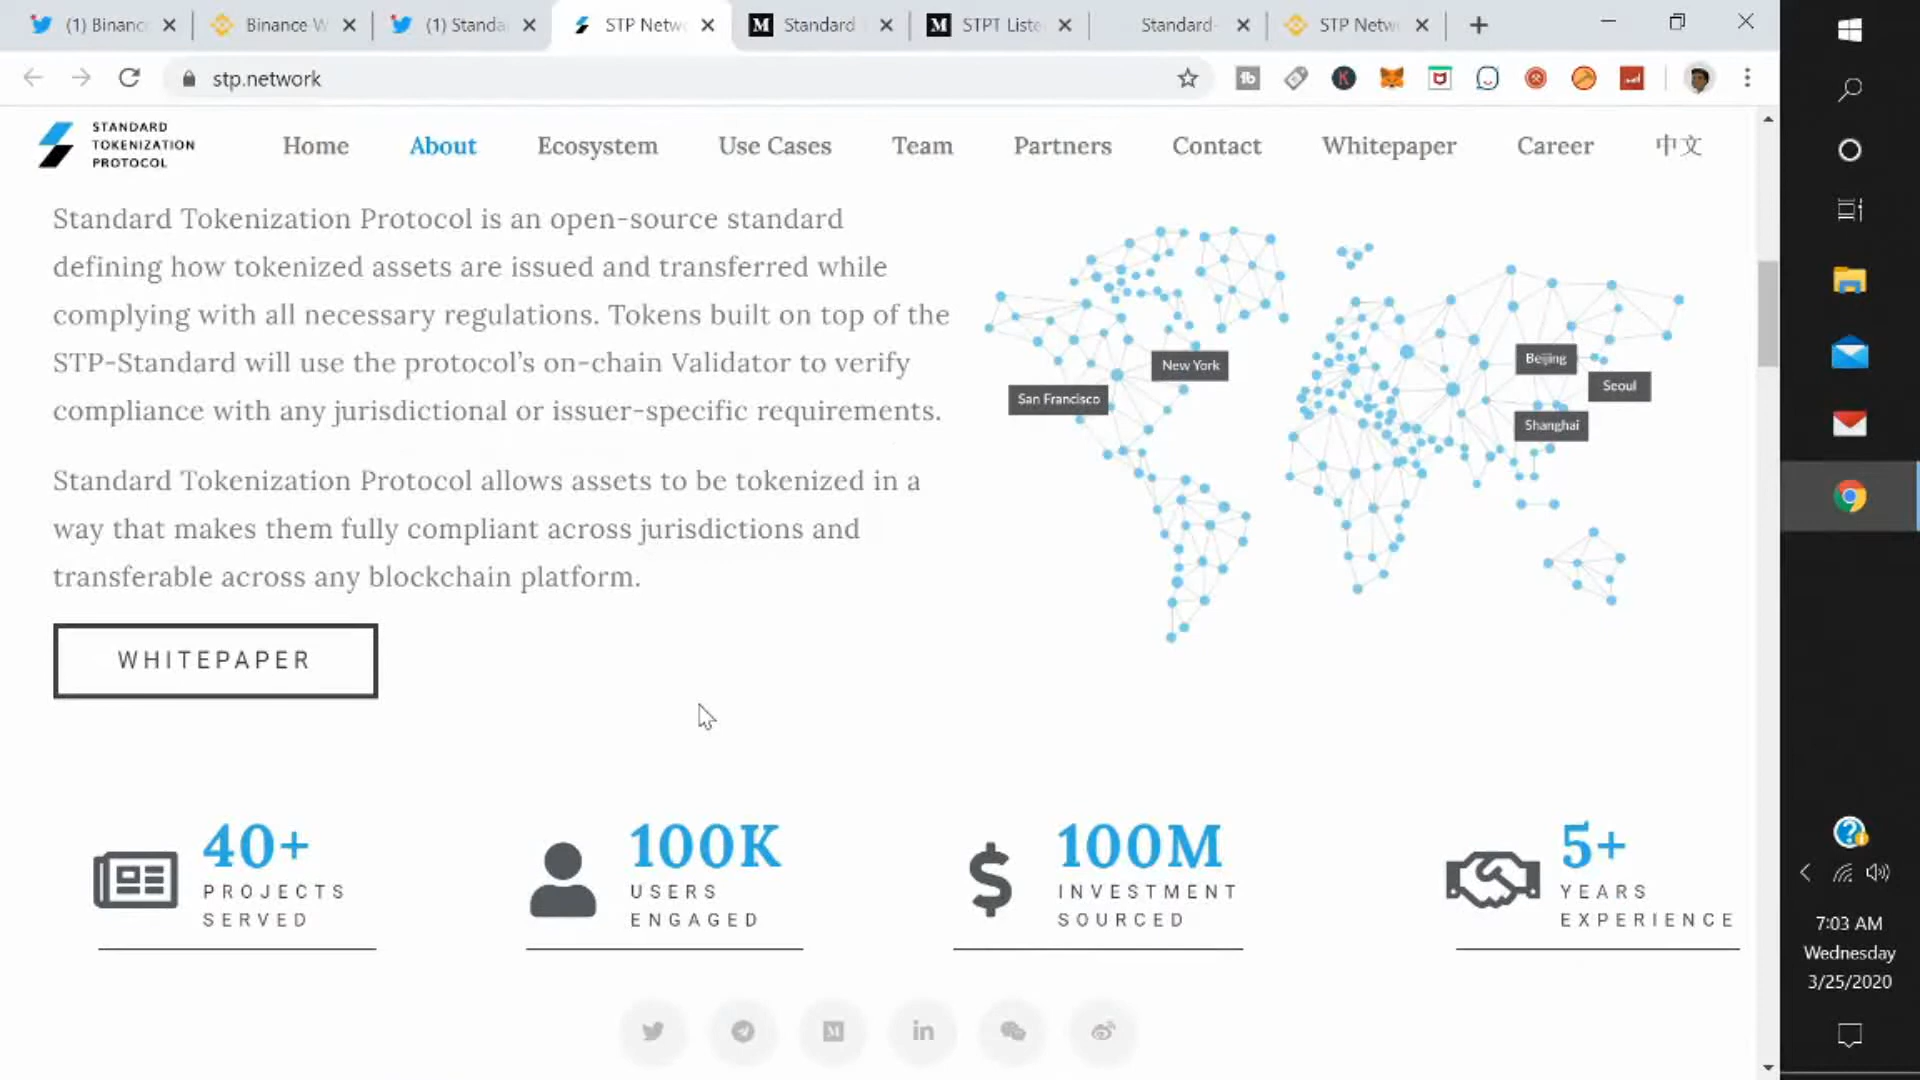 (1) Binanc
Binance W
(1) Standa
STP Netw
Standard
STPT Liste
Standard-
STP Netw
stp.network
STANDARD
TOKENIZATION
PROTOCOL
Home
About
Ecosystem
Use Cases
Team
Partners
Contact
Whitepaper
Career
中文
Standard Tokenization Protocol is an open-source standard
defining how tokenized assets are issued and transferred while
complying with all necessary regulations. Tokens built on top of the
STP-Standard will use the protocol's on-chain Validator to verify
compliance with any jurisdictional or issuer-specific requirements.
Standard Tokenization Protocol allows assets to be tokenized in a
way that makes them fully compliant across jurisdictions and
transferable across any blockchain platform.
WHITEPAPER
San Francisco
New York
Beijing
Seoul
Shanghai
40+
PROJECTS
SERVED
100K
USERS
ENGAGED
100M
INVESTMENT
SOURCED
5+
YEARS
EXPERIENCE
7:03 AM
Wednesday
3/25/2020